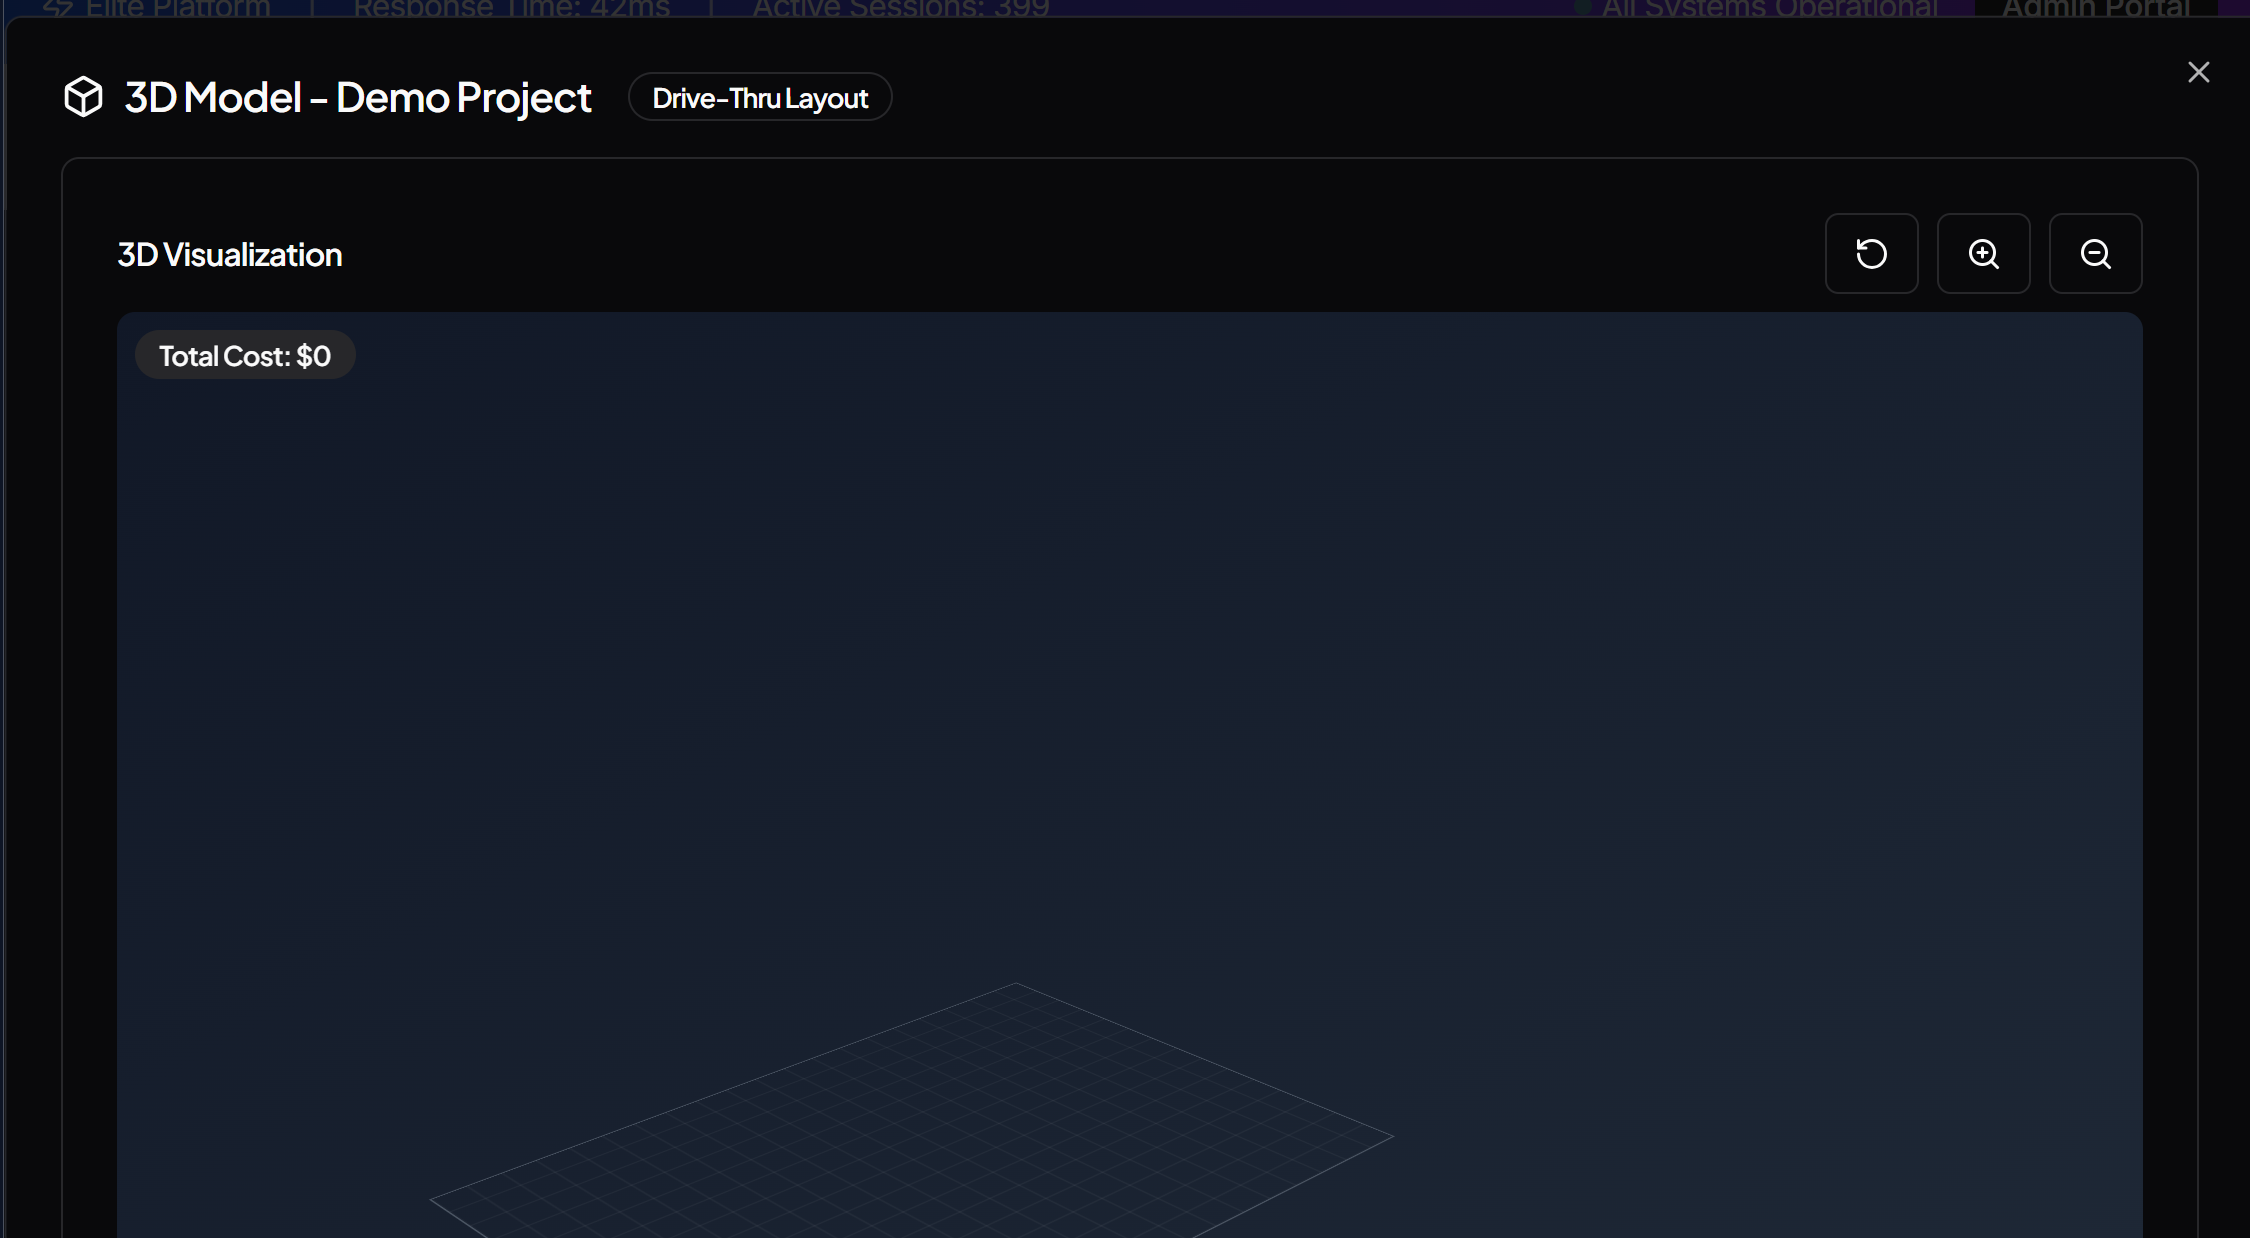 Elite Platform | Response Time: 42ms | Active Sessions: 399
All Systems Operational
Admin Portal
3D Model - Demo Project
Drive-Thru Layout
3D Visualization
Total Cost: $0